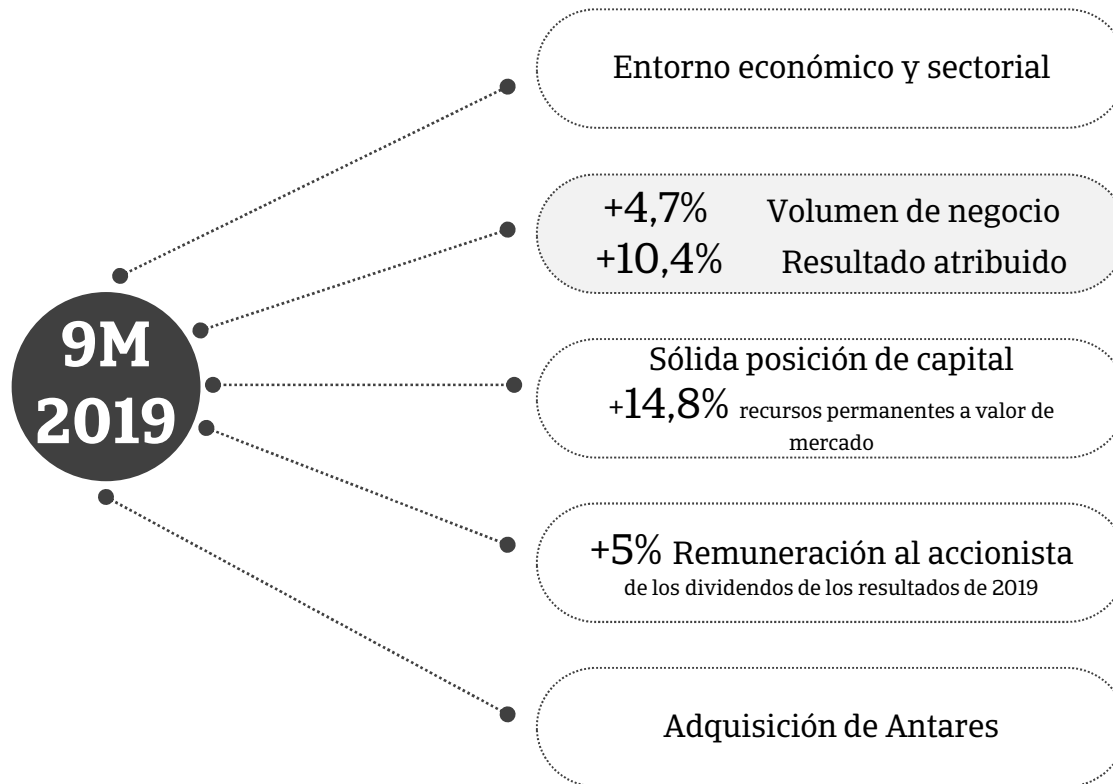 Entorno económico y sectorial
+4,7% Volumen de negocio
+10,4% Resultado atribuido
9M
2019
Sólida posición de capital
+14,8% recursos permanentes a valor de
mercado
+5% Remuneración al accionista
de los dividendos de los resultados de 2019
Adquisición de Antares